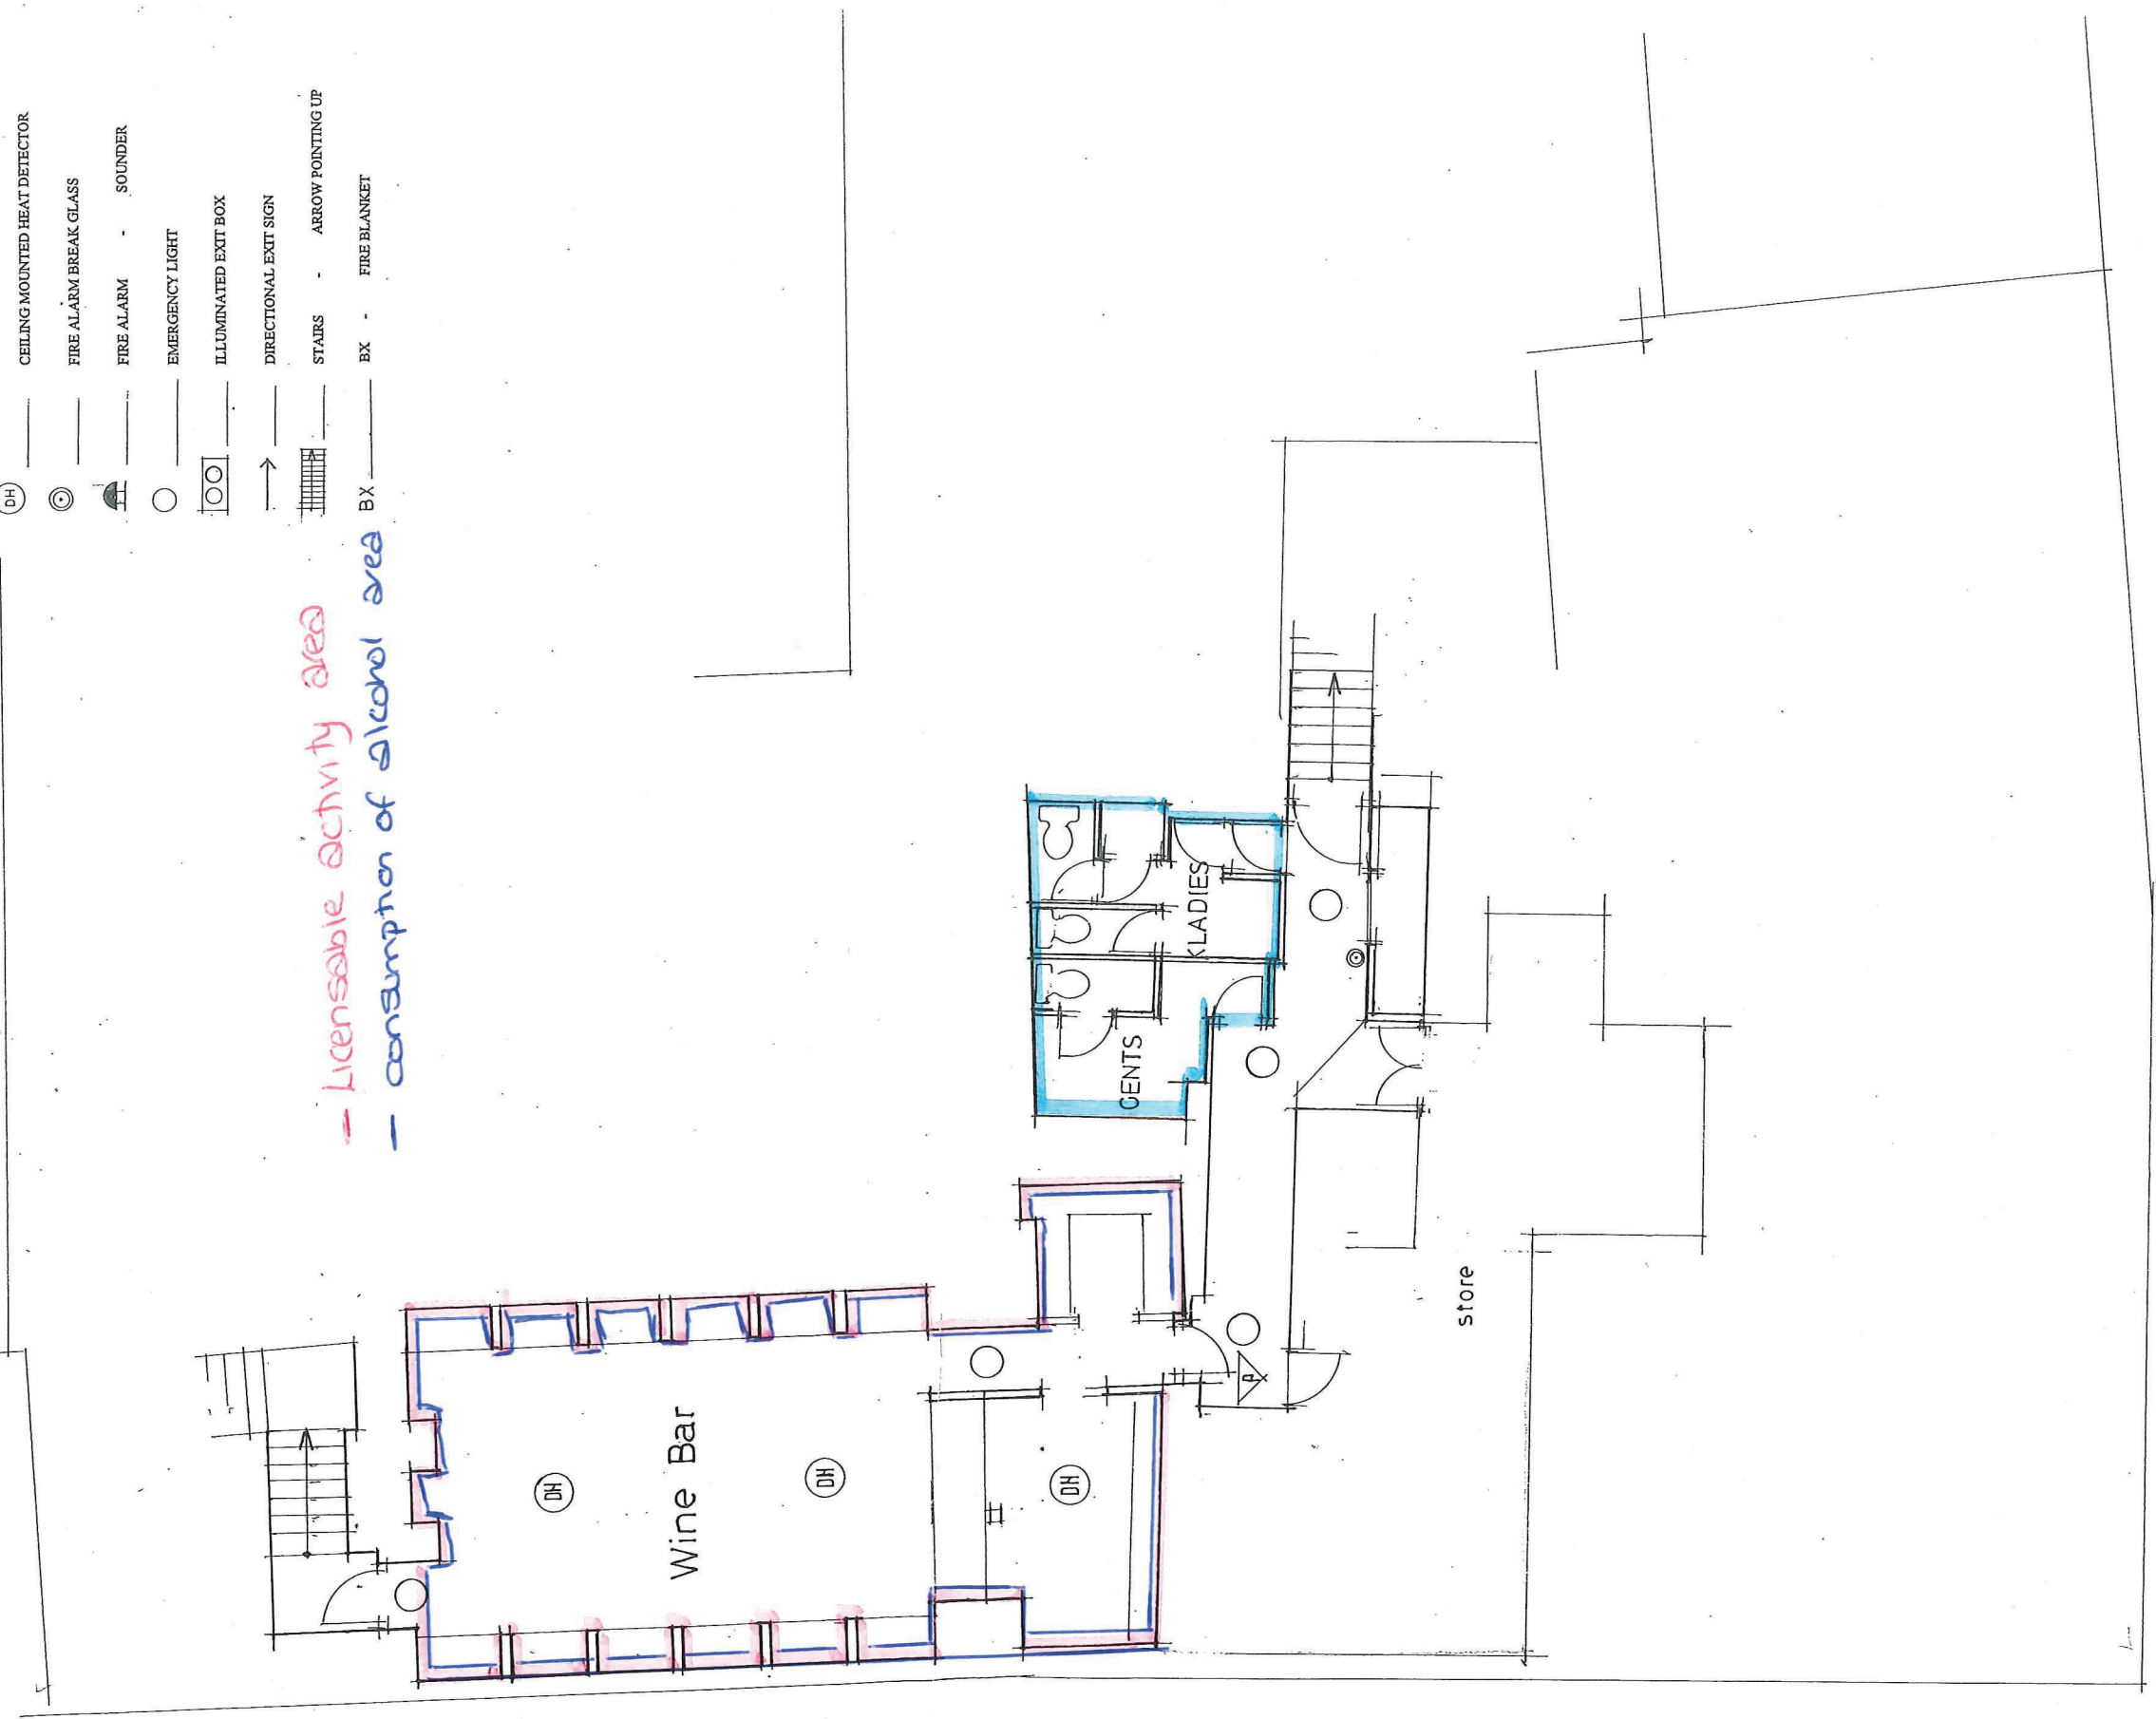 DH CEILING MOUNTED HEAT DETECTOR
FIRE ALARM BREAK GLASS
FIRE ALARM - SOUNDER
EMERGENCY LIGHT
ILLUMINATED EXIT BOX
DIRECTIONAL EXIT SIGN
STAIRS - ARROW POINTING UP
BX BX - FIRE BLANKET
- Licensable activity area
- consumption of alcohol area
DH
Wine Bar
DH
DH
GENTS
KLADIES
store